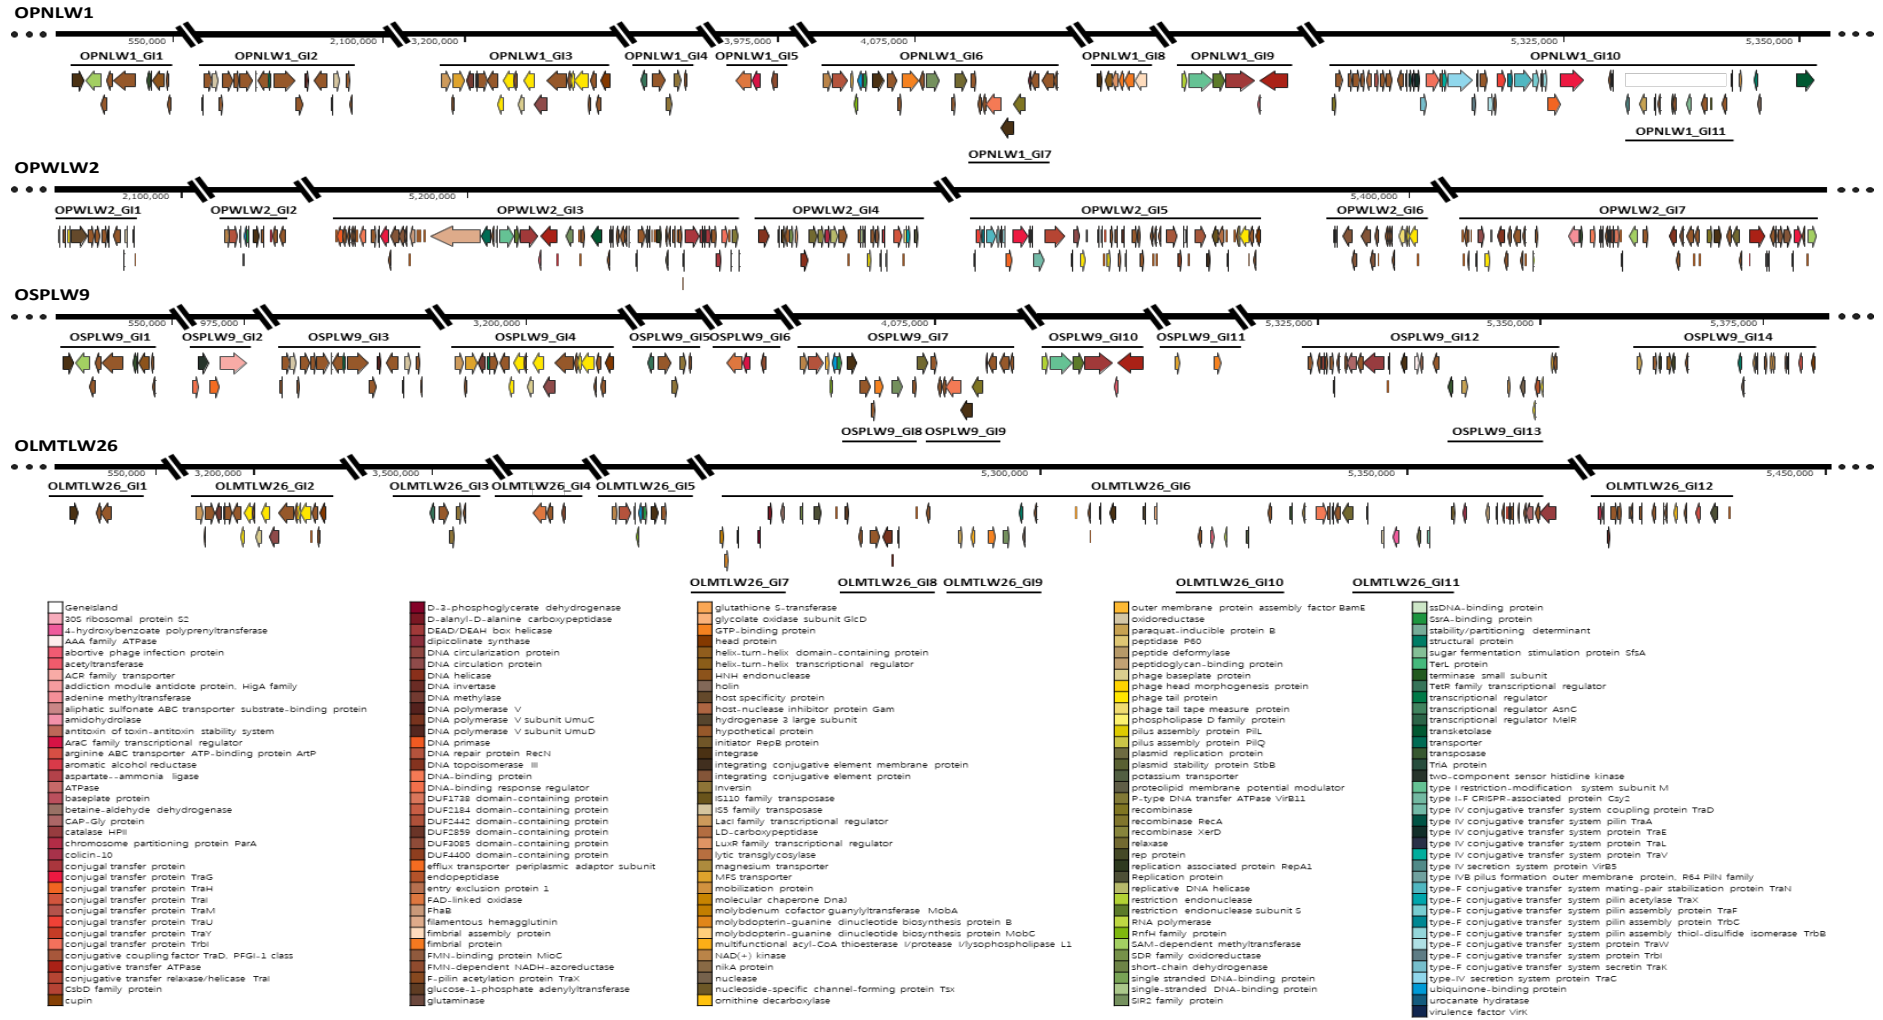 OPNLW1
550,000
2,100,000
3,200,000
3,975,000
4,075,000
5,325,000
5,350,000
OPNLW1_GI1
OPNLW1_GI2
OPNLW1_GI3
OPNLW1_GI4
OPNLW1_GI5
OPNLW1_GI6
OPNLW1_GI8
OPNLW1_GI9
OPNLW1_GI10
OPNLW1_GI11
OPNLW1_GI7
OPWLW2
2,100,000
5,200,000
5,400,000
OPWLW2_GI1
OPWLW2_GI2
OPWLW2_GI3
OPWLW2_GI4
OPWLW2_GI5
OPWLW2_GI6
OPWLW2_GI7
OSPLW9
550,000
975,000
3,200,000
4,075,000
5,325,000
5,350,000
5,375,000
OSPLW9_GI1
OSPLW9_GI2
OSPLW9_GI3
OSPLW9_GI4
OSPLW9_GI5
OSPLW9_GI6
OSPLW9_GI7
OSPLW9_GI10
OSPLW9_GI11
OSPLW9_GI12
OSPLW9_GI14
OSPLW9_GI8
OSPLW9_GI9
OSPLW9_GI13
OLMTLW26
550,000
3,200,000
3,500,000
5,300,000
5,350,000
5,450,000
OLMTLW26_GI1
OLMTLW26_GI2
OLMTLW26_GI3
OLMTLW26_GI4
OLMTLW26_GI5
OLMTLW26_GI6
OLMTLW26_GI12
OLMTLW26_GI7
OLMTLW26_GI8
OLMTLW26_GI9
OLMTLW26_GI10
OLMTLW26_GI11
GeneIsland
30S ribosomal protein S2
4-hydroxybenzoate polyprenyltransferase
AAA family ATPase
abortive phage infection protein
acetyltransferase
ACR family transporter
addiction module antidote protein, HigA family
adenine methyltransferase
aliphatic sulfonate ABC transporter substrate-binding protein
amidohydrolase
antitoxin of toxin-antitoxin stability system
AraC family transcriptional regulator
arginine ABC transporter ATP-binding protein ArtP
aromatic alcohol reductase
aspartate--ammonia ligase
ATPase
baseplate protein
betaine-aldehyde dehydrogenase
CAP-Gly protein
catalase HPII
chromosome partitioning protein ParA
colicin-10
conjugal transfer protein
conjugal transfer protein TraG
conjugal transfer protein TraH
conjugal transfer protein TraI
conjugal transfer protein TraM
conjugal transfer protein TraU
conjugal transfer protein TraY
conjugal transfer protein TrbI
conjugative coupling factor TraD, PFGI-1 class
conjugative transfer ATPase
conjugative transfer relaxase/helicase TraI
CsbD family protein
cupin
D-3-phosphoglycerate dehydrogenase
D-alanyl-D-alanine carboxypeptidase
DEAD/DEAH box helicase
dipicolinate synthase
DNA circularization protein
DNA circulation protein
DNA helicase
DNA invertase
DNA methylase
DNA polymerase V
DNA polymerase V subunit UmuC
DNA polymerase V subunit UmuD
DNA primase
DNA repair protein RecN
DNA topoisomerase III
DNA-binding protein
DNA-binding response regulator
DUF1738 domain-containing protein
DUF2184 domain-containing protein
DUF2442 domain-containing protein
DUF2859 domain-containing protein
DUF3085 domain-containing protein
DUF4400 domain-containing protein
efflux transporter periplasmic adaptor subunit
endopeptidase
entry exclusion protein 1
FAD-linked oxidase
FhaB
filamentous hemagglutin
fimbrial assembly protein
fimbrial protein
FMN-binding protein MioC
FMN-dependent NADH-azoreductase
F-pilin acetylation protein TraX
glucose-1-phosphate adenylyltransferase
glutaminase
glutathione S-transferase
glycolate oxidase subunit GlcD
GTP-binding protein
head protein
helix-turn-helix domain-containing protein
helix-turn-helix transcriptional regulator
HNH endonuclease
holin
host specificity protein
host-nuclease inhibitor protein Gam
hydrogenase 3 large subunit
hypothetical protein
initiator RepB protein
integrase
integrating conjugative element membrane protein
integrating conjugative element protein
inversin
IS110 family transposase
IS5 family transposase
LacI family transcriptional regulator
LD-carboxypeptidase
LuxR family transcriptional regulator
lytic transglycosylase
magnesium transporter
MFS transporter
mobilization protein
molecular chaperone DnaJ
molybdenum cofactor guanylyltransferase MobA
molybdopterin-guanine dinucleotide biosynthesis protein B
molybdopterin-guanine dinucleotide biosynthesis protein MobC
multifunctional acyl-CoA thioesterase I/protease I/lysophospholipase L1
NAD(+) kinase
nikA protein
nuclease
nucleoside-specific channel-forming protein Tsx
ornithine decarboxylase
outer membrane protein assembly factor BamE
oxidoreductase
paraquat-inducible protein B
peptidase P60
peptide deformylase
peptidoglycan-binding protein
phage baseplate protein
phage head morphogenesis protein
phage tail protein
phage tail tape measure protein
phospholipase D family protein
pilus assembly protein PilL
pilus assembly protein PilQ
plasmid replication protein
plasmid stability protein StbB
potassium transporter
proteolipid membrane potential modulator
P-type DNA transfer ATPase VirB11
recombinase
recombinase RecA
recombinase XerD
relaxase
rep protein
replication associated protein RepA1
Replication protein
replicative DNA helicase
restriction endonuclease
restriction endonuclease subunit S
RNA polymerase
RnfH family protein
SAM-dependent methyltransferase
SDR family oxidoreductase
short-chain dehydrogenase
single stranded DNA-binding protein
single-stranded DNA-binding protein
SIR2 family protein
ssDNA-binding protein
SsrA-binding protein
stability/partitioning determinant
structural protein
sugar fermentation stimulation protein SfsA
TerL protein
terminase small subunit
TetR family transcriptional regulator
transcriptional regulator
transcriptional regulator AsnC
transcriptional regulator MelR
transketolase
transporter
transposase
TriA protein
two-component sensor histidine kinase
type I restriction-modification system subunit M
type I-F CRISPR-associated protein Csy2
type IV conjugative transfer system coupling protein TraD
type IV conjugative transfer system pilin TraA
type IV conjugative transfer system protein TraE
type IV conjugative transfer system protein TraL
type IV conjugative transfer system protein TraV
type IV secretion system protein VirB5
type IVB pilus formation outer membrane protein, R64 PilN family
type-F conjugative transfer system mating-pair stabilization protein TraN
type-F conjugative transfer system pilin acetylase TraX
type-F conjugative transfer system pilin assembly protein TraF
type-F conjugative transfer system pilin assembly protein TrbC
type-F conjugative transfer system pilin assembly thiol-disulfide isomerase TrbB
type-F conjugative transfer system protein TraW
type-F conjugative transfer system protein TrbI
type-F conjugative transfer system secretin TraK
type-IV secretion system protein TraC
ubiquinone-binding protein
urocanate hydratase
virulence factor VirK